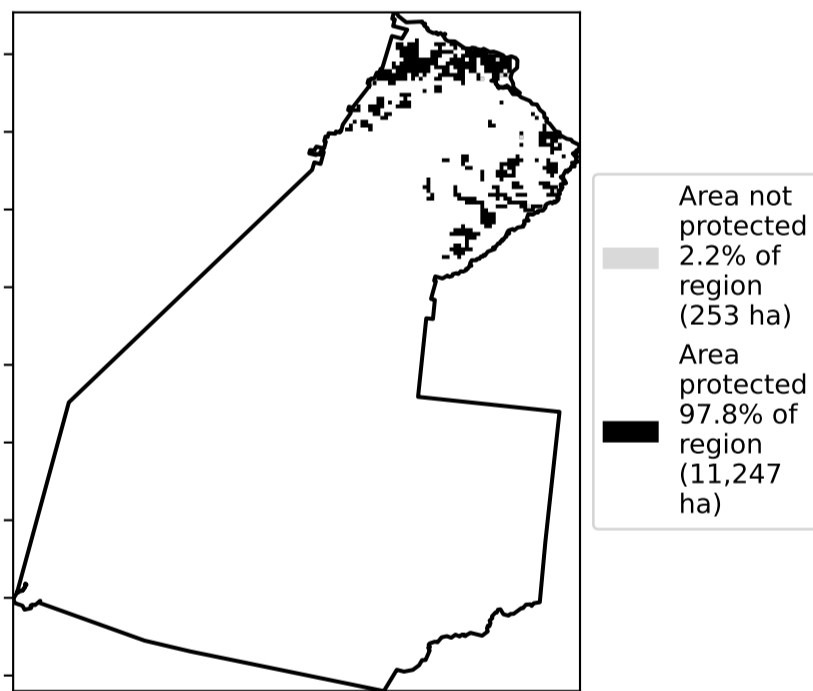 Area not
protected
2.2% of
region
(253 ha)
Area
protected
97.8% of
region
(11,247
ha)